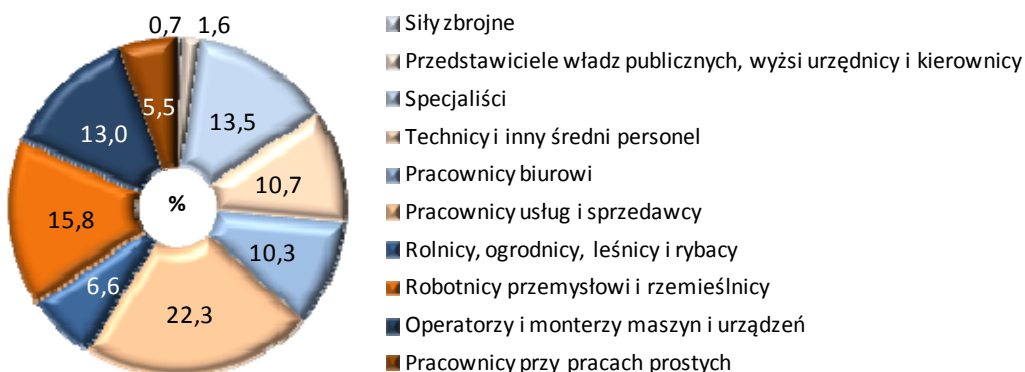 0,7
1,6
13,5
10,7
10,3
22,3
6,6
15,8
13,0
5,5
%
Siły zbrojne
Przedstawiciele władz publicznych, wyżsi urzędnicy i kierownicy
Specjaliści
Technicy i inny średni personel
Pracownicy biurowi
Pracownicy usług i sprzedawcy
Rolnicy, ogrodnicy, leśnicy i rybacy
Robotnicy przemysłowi i rzemieślnicy
Operatorzy i monterzy maszyn i urządzeń
Pracownicy przy pracach prostych